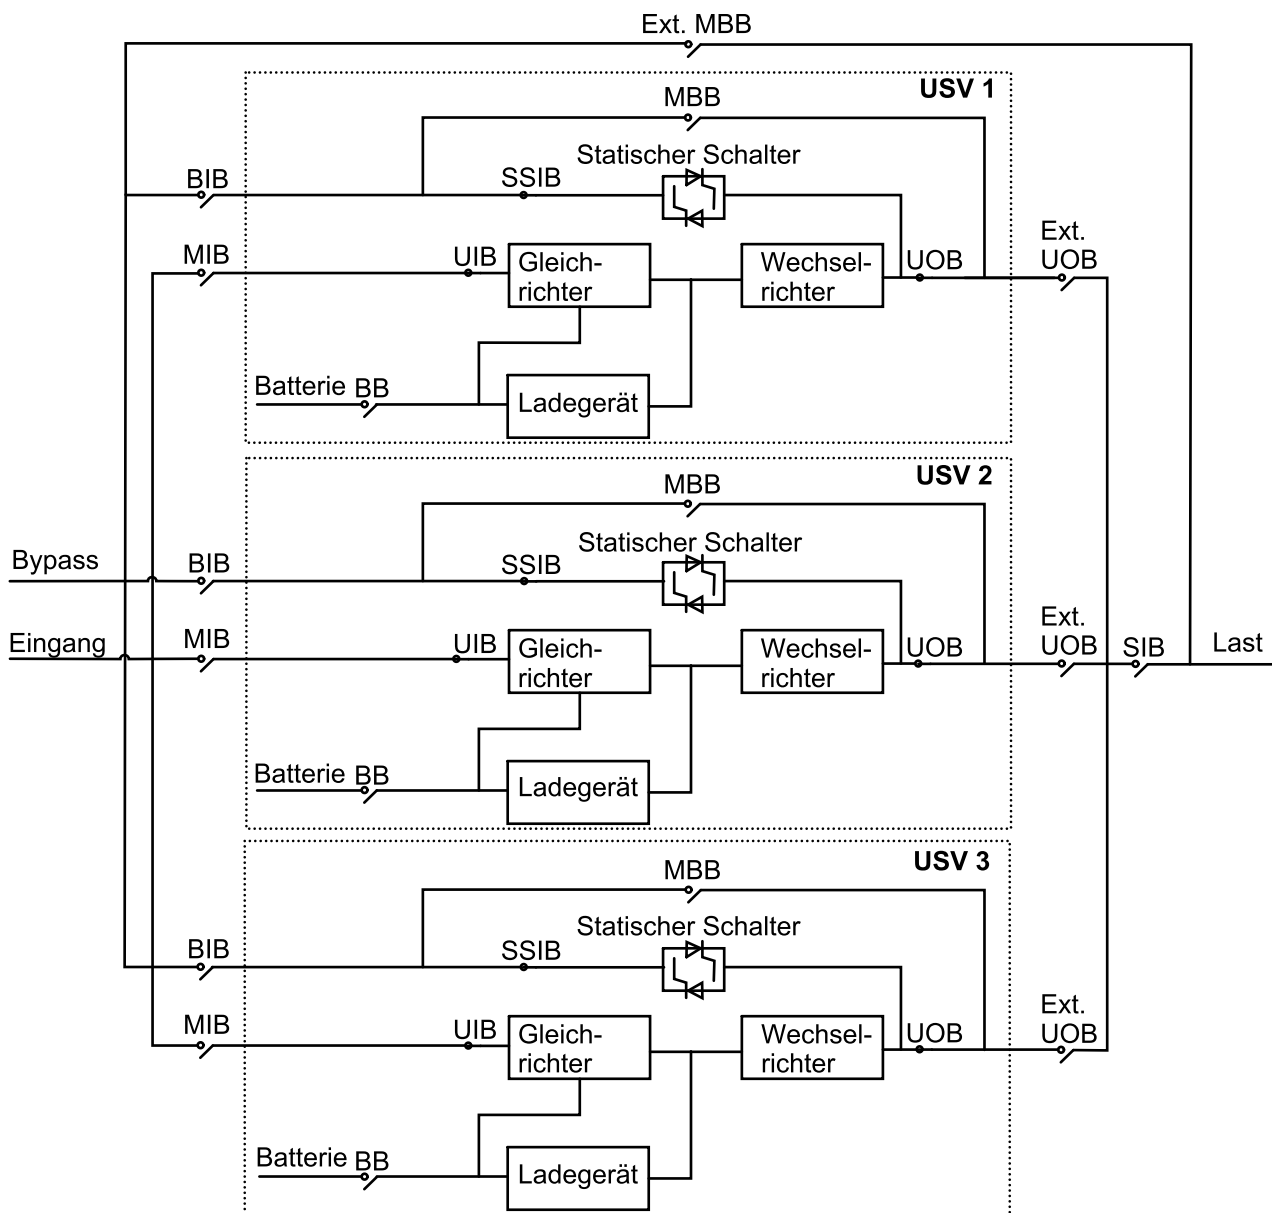 Ext. MBB
USV 1
MBB
Statischer Schalter
BIB
SSIB
MIB
UIB
Gleich-
richter
Wechsel-
richter
UOB
Ext.
UOB
Batterie BB
Ladegerät
USV 2
MBB
Statischer Schalter
Bypass
BIB
SSIB
Eingang
MIB
UIB
Gleich-
richter
Wechsel-
richter
UOB
Ext.
UOB
SIB
Last
Batterie BB
Ladegerät
USV 3
MBB
Statischer Schalter
BIB
SSIB
MIB
UIB
Gleich-
richter
Wechsel-
richter
UOB
Ext.
UOB
Batterie BB
Ladegerät